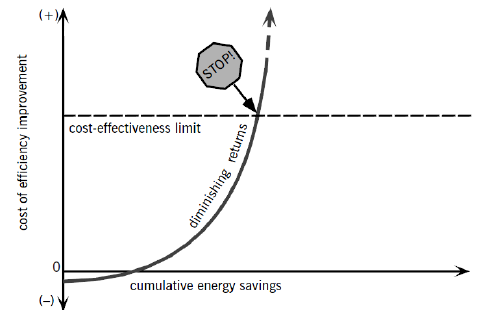 (+)
STOP!
cost-effectiveness limit
cost of efficiency improvement
diminishing returns
0
cumulative energy savings
(–)